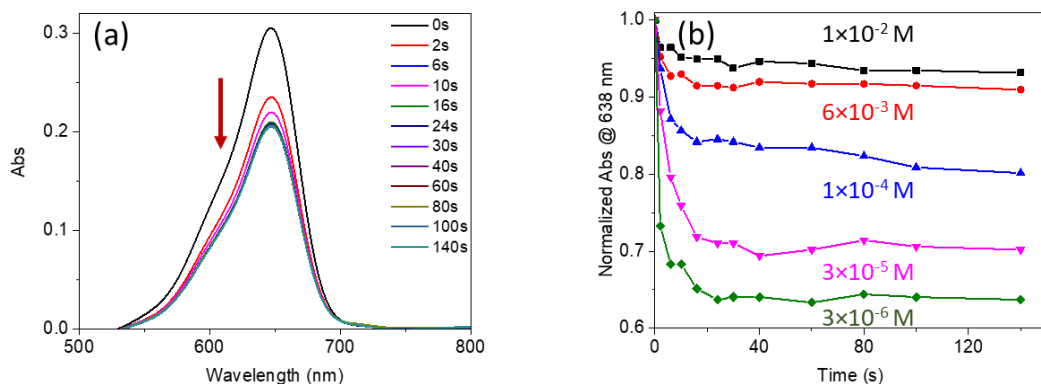 (a)
Abs
0.3
0.2
0.1
0.0
500
600
700
800
Wavelength (nm)
0s
2s
6s
10s
16s
24s
30s
40s
60s
80s
100s
140s
(b)
Normalized Abs @ 638 nm
1.0
0.9
0.8
0.7
0.6
0
40
80
120
Time (s)
1×10⁻² M
6×10⁻³ M
1×10⁻⁴ M
3×10⁻⁵ M
3×10⁻⁶ M